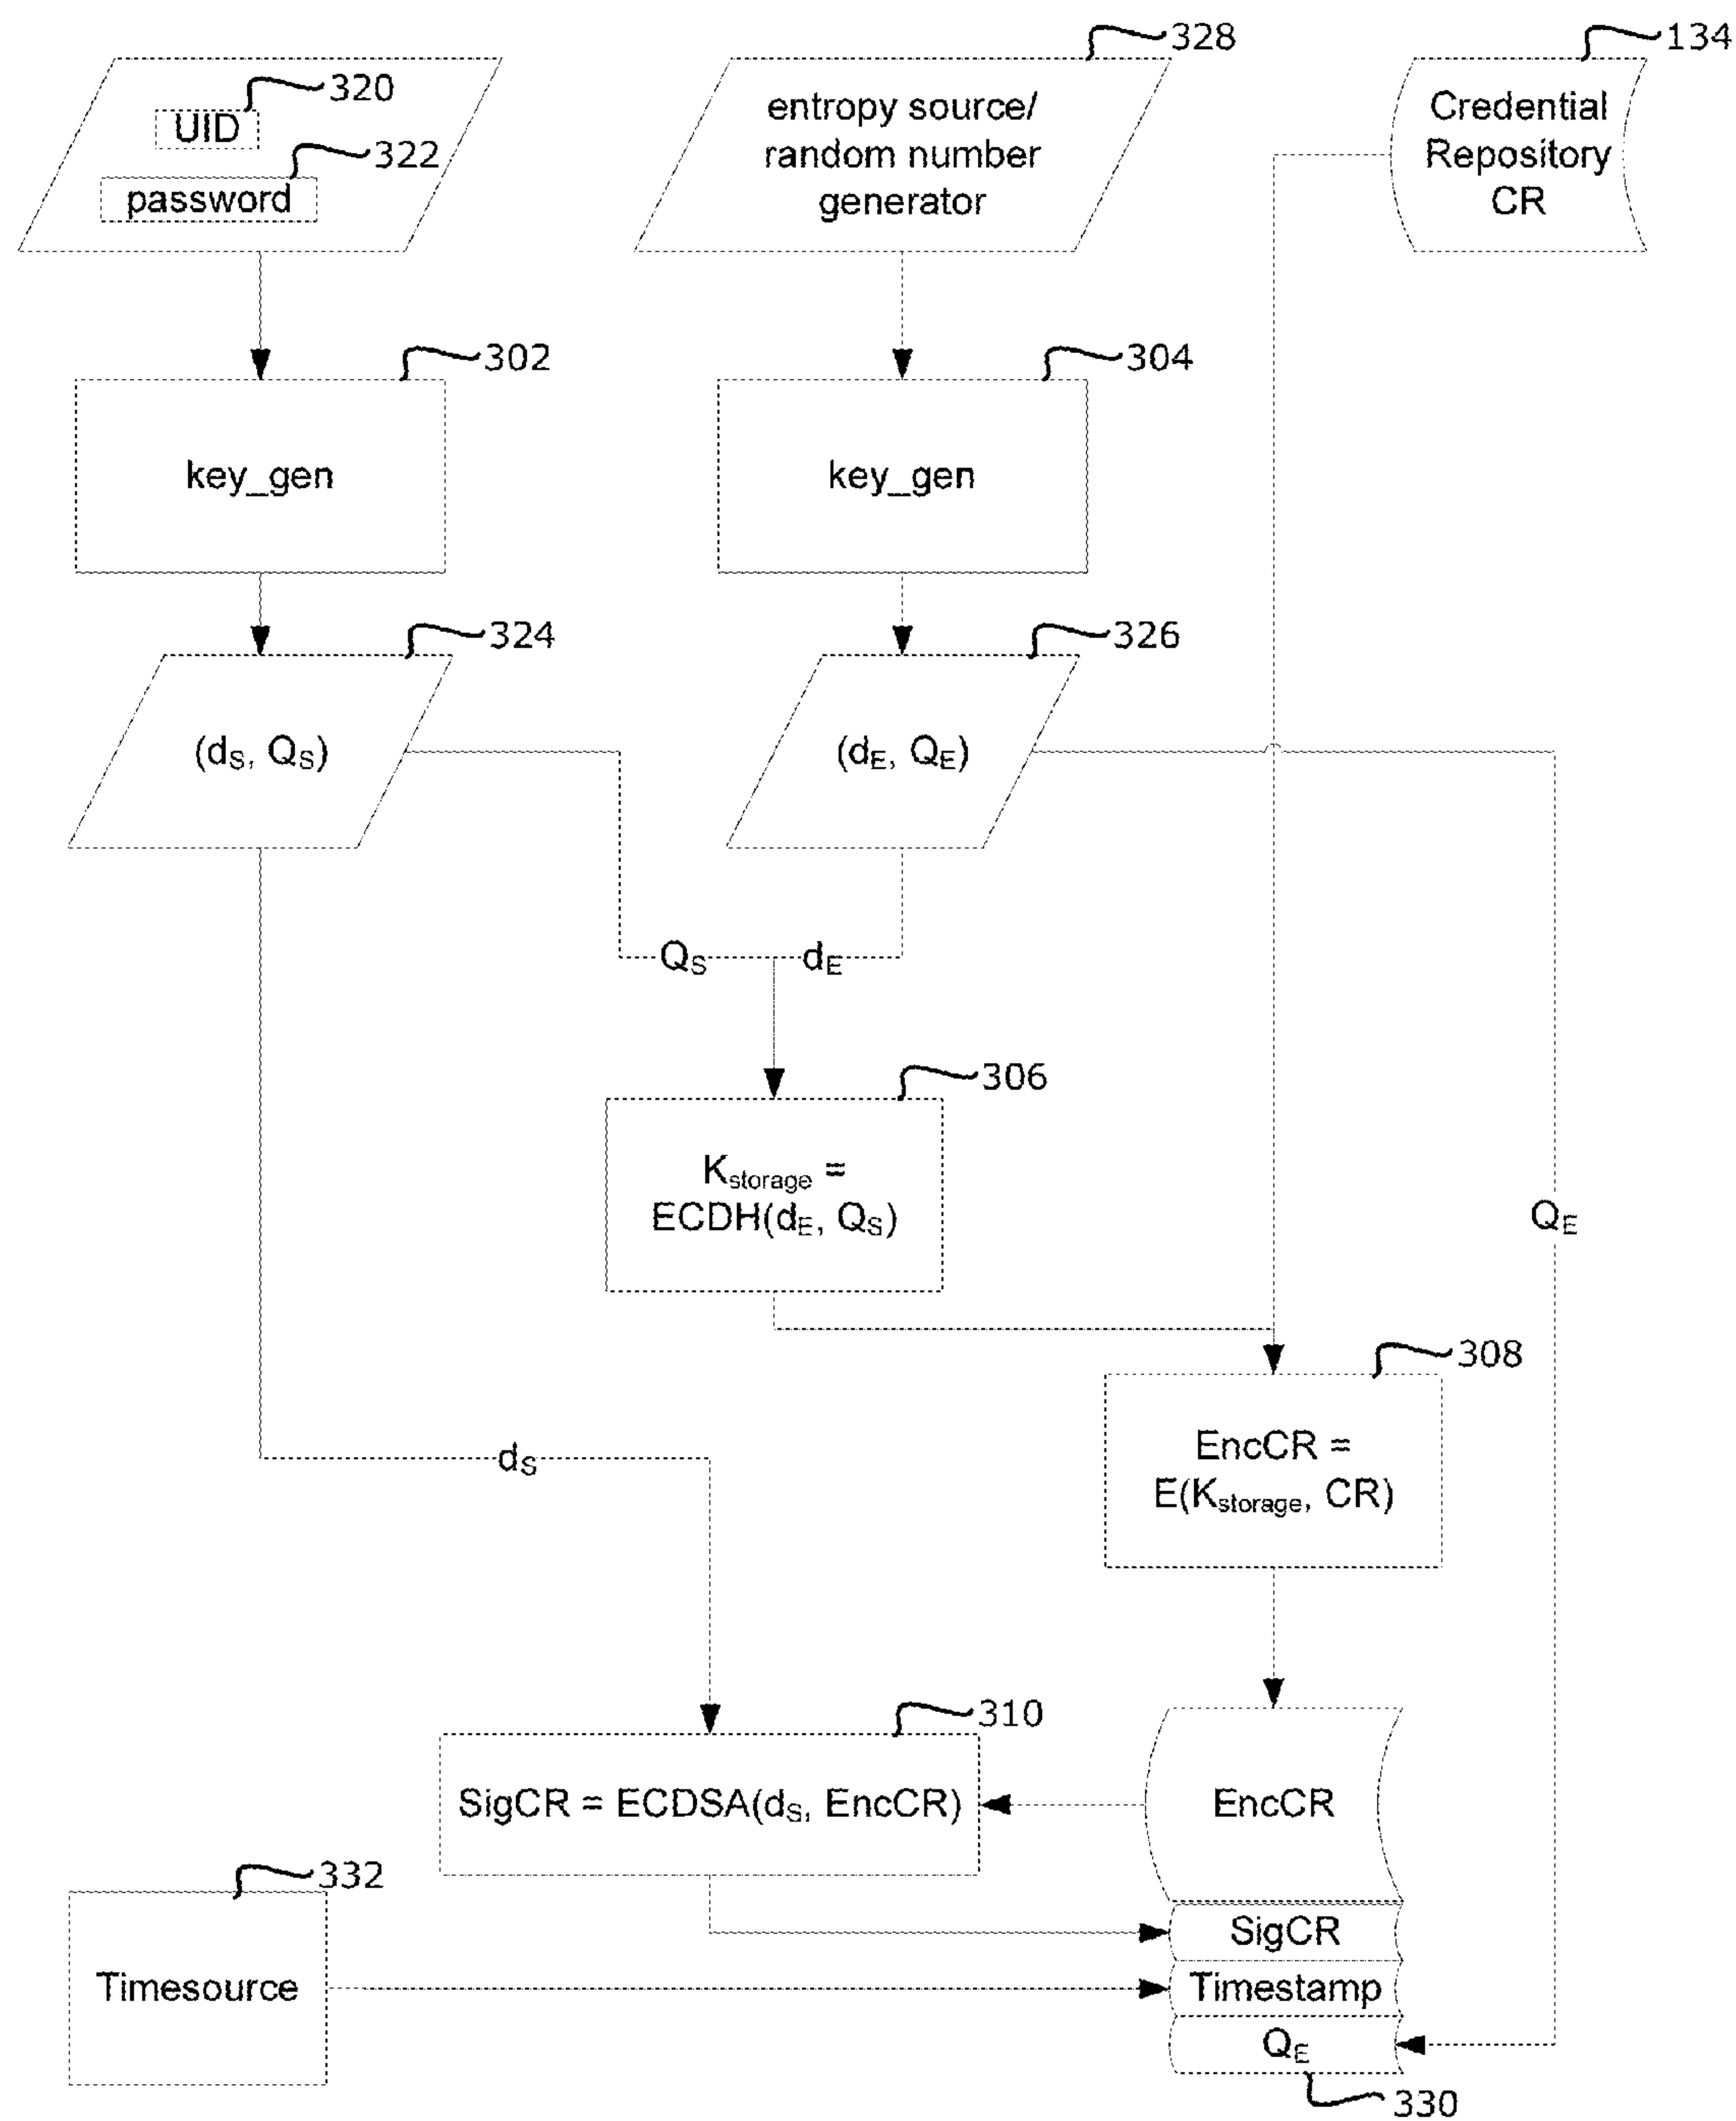 328
134
320
UID
322
password
entropy source/
random number
generator
Credential
Repository
CR
302
304
key_gen
key_gen
324
326
(dS, QS)
(dE, QE)
QS
dE
306
Kstorage =
ECDH(dE, QS)
QE
308
EncCR =
E(Kstorage, CR)
dS
310
SigCR = ECDSA(dS, EncCR)
EncCR
332
SigCR
Timesource
Timestamp
QE
330